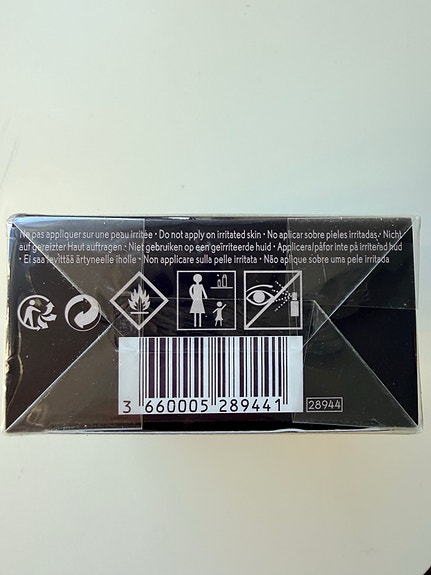 Ne pas appliquer sur une peau irritée • Do not apply on irritated skin • No aplicar sobre pieles irritadas • Nicht
auf gereizter Haut auftragen • Niet gebruiken op een geïrriteerde huid • Applicera/påfør inte på irriterad hud
• Ei saa levittää ärtyneelle iholle • Non applicare sulla pelle irritata • Não aplique sobre uma pele irritada
3 660005 289441
28944